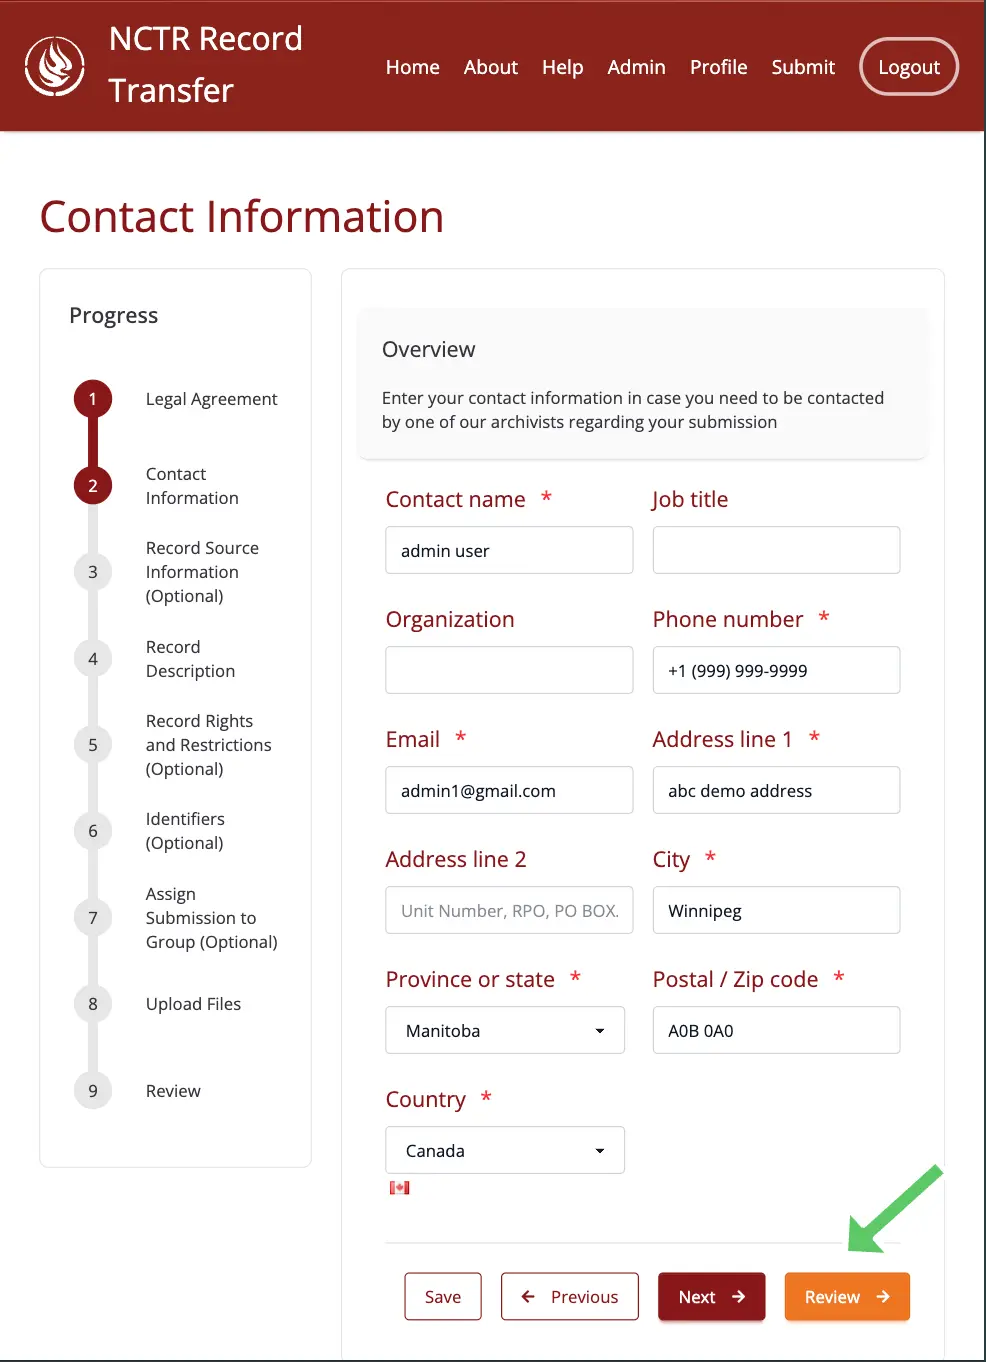 NCTR Record
Transfer
Home About Help Admin Profile Submit Logout
Contact Information
Progress
1 Legal Agreement
2 Contact
Information
3 Record Source
Information
(Optional)
4 Record
Description
5 Record Rights
and Restrictions
(Optional)
6 Identifiers
(Optional)
7 Assign
Submission to
Group (Optional)
8 Upload Files
9 Review
Overview
Enter your contact information in case you need to be contacted
by one of our archivists regarding your submission
Contact name * Job title
admin user
Organization Phone number *
+1 (999) 999-9999
Email * Address line 1 *
admin1@gmail.com abc demo address
Address line 2 City *
Unit Number, RPO, PO BOX. Winnipeg
Province or state * Postal / Zip code *
Manitoba A0B 0A0
Country *
Canada
Save ← Previous Next → Review →